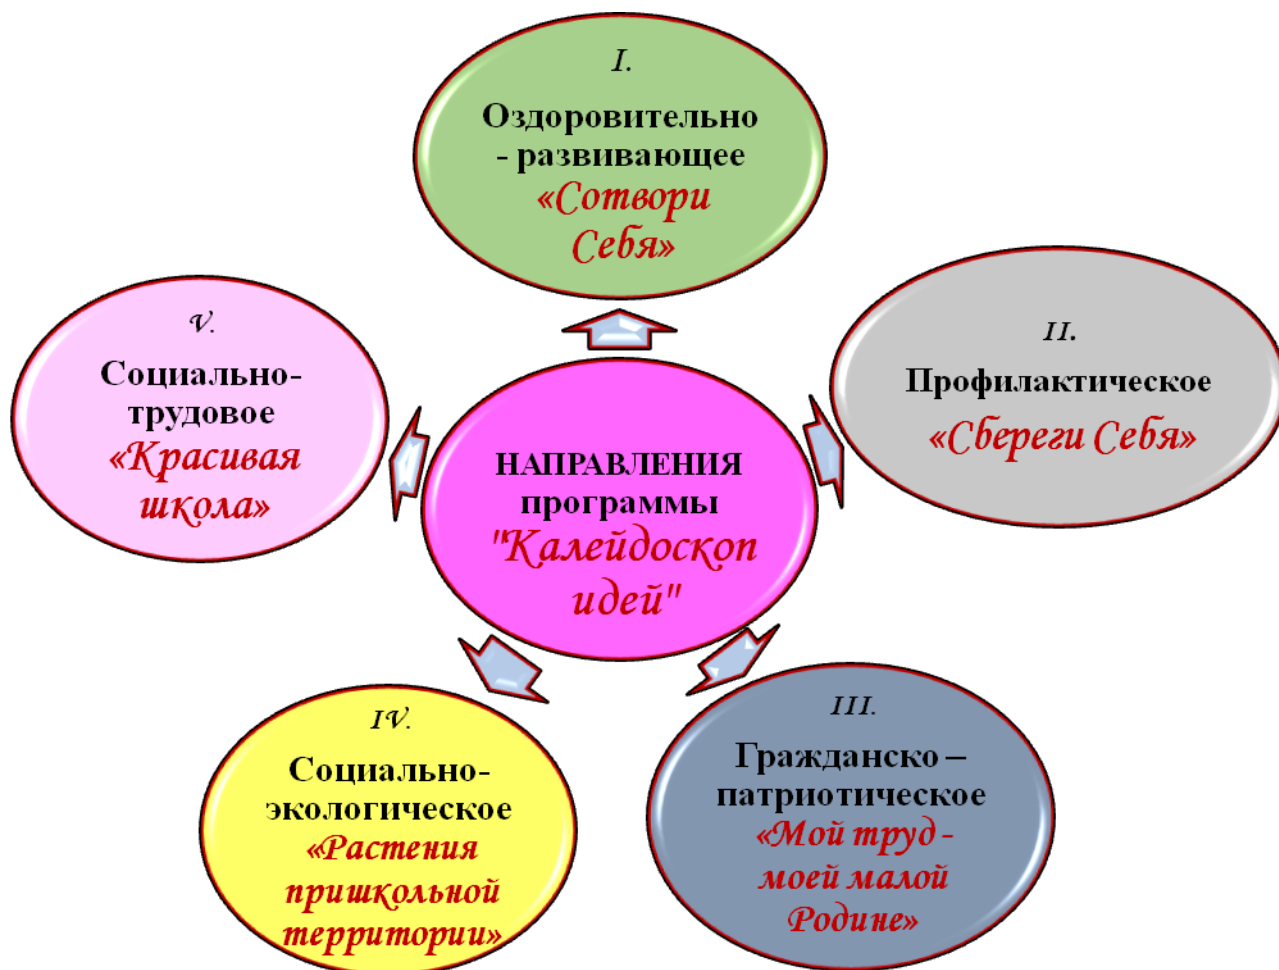 I.
Оздоровительно
- развивающее
«Сотвори
Себя»
II.
Профилактическое
«Сбереги Себя»
III.
Гражданско –
патриотическое
«Мой труд -
моей малой
Родине»
IV.
Социально-
экологическое
«Растения
пришкольной
территории»
V.
Социально-
трудовое
«Красивая
школа»
НАПРАВЛЕНИЯ
программы
"Калейдоскоп
идей"